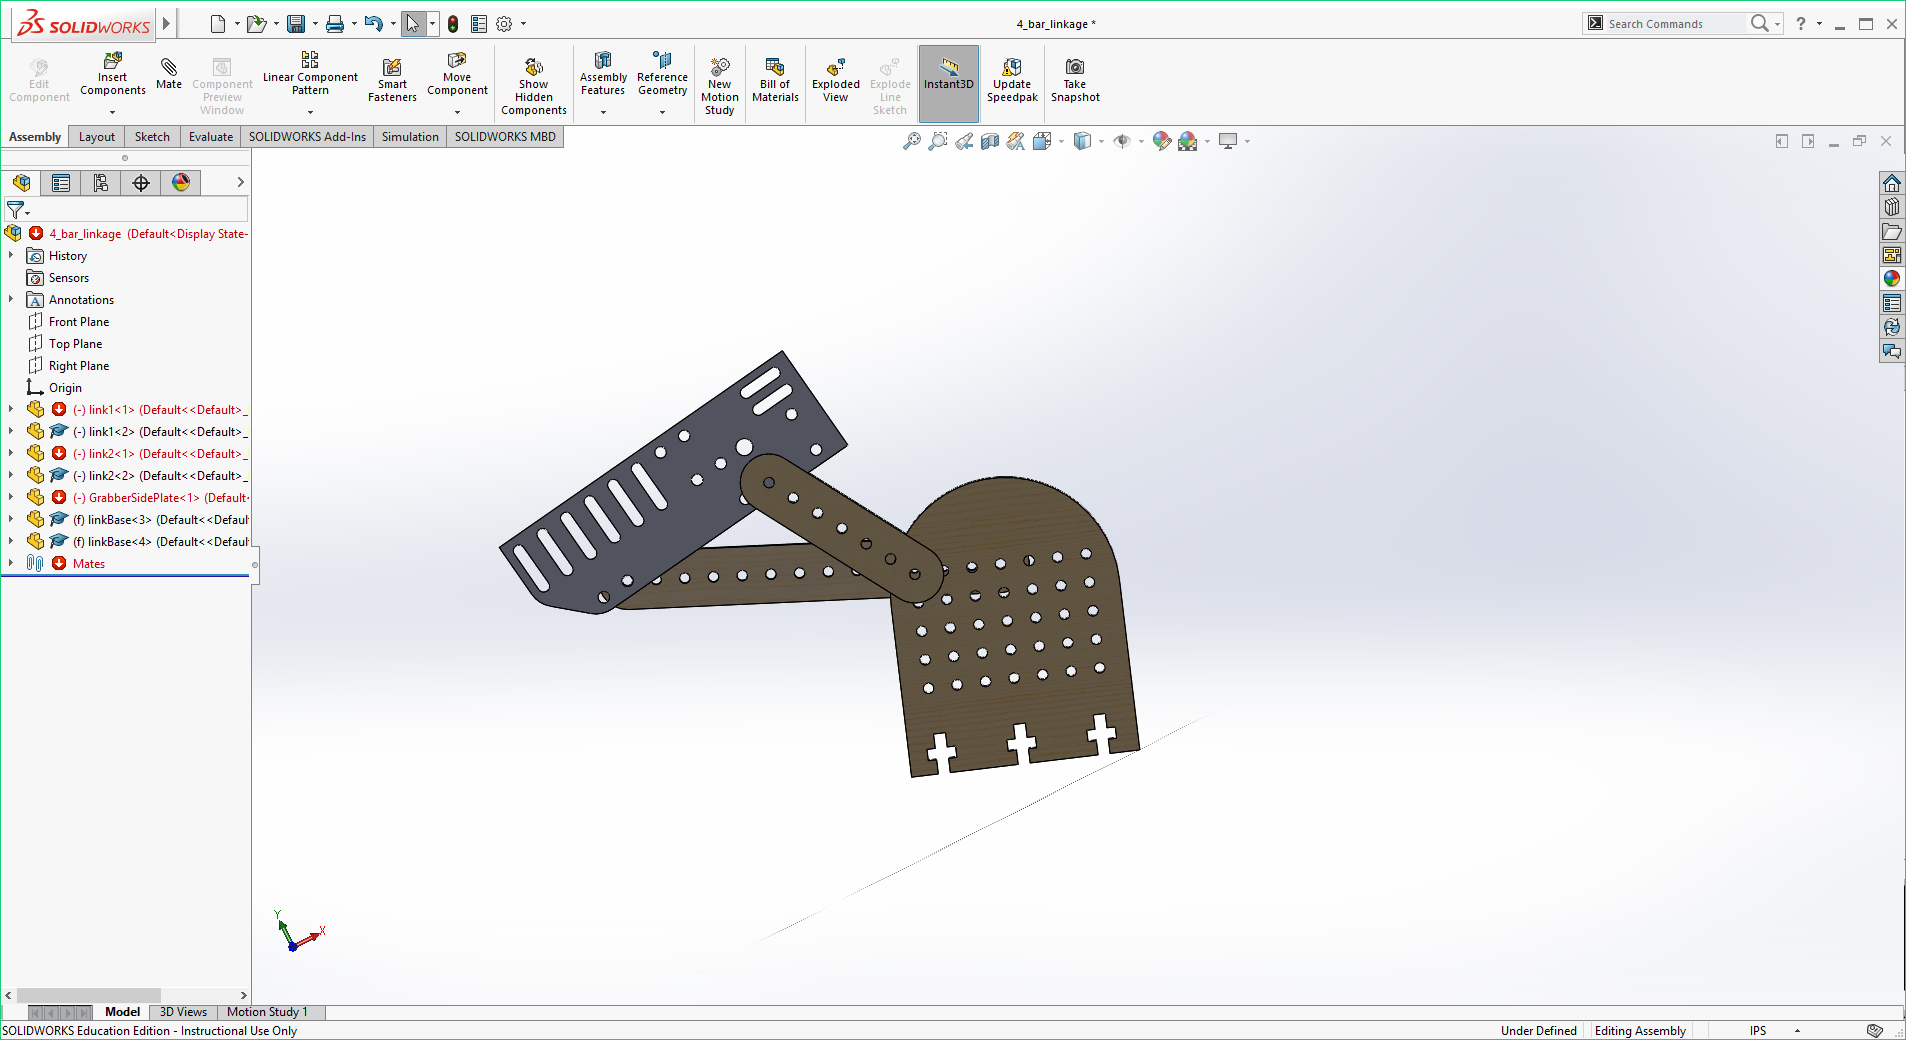 SOLIDWORKS
4_bar_linkage *
Search Commands
?
Edit Component
Insert Components
Mate
Component Preview Window
Linear Component Pattern
Smart Fasteners
Move Component
Show Hidden Components
Assembly Features
Reference Geometry
New Motion Study
Bill of Materials
Exploded View
Explode Line Sketch
Instant3D
Update Speedpak
Take Snapshot
Assembly
Layout
Sketch
Evaluate
SOLIDWORKS Add-Ins
Simulation
SOLIDWORKS MBD
4_bar_linkage (Default<Display State-
History
Sensors
Annotations
Front Plane
Top Plane
Right Plane
Origin
(-) link1<1> (Default<<Default>_
(-) link1<2> (Default<<Default>_
(-) link2<1> (Default<<Default>_
(-) link2<2> (Default<<Default>_
(-) GrabberSidePlate<1> (Default<
(f) linkBase<3> (Default<<Defaul
(f) linkBase<4> (Default<<Defaul
Mates
Y
X
Model
3D Views
Motion Study 1
SOLIDWORKS Education Edition - Instructional Use Only
Under Defined
Editing Assembly
IPS